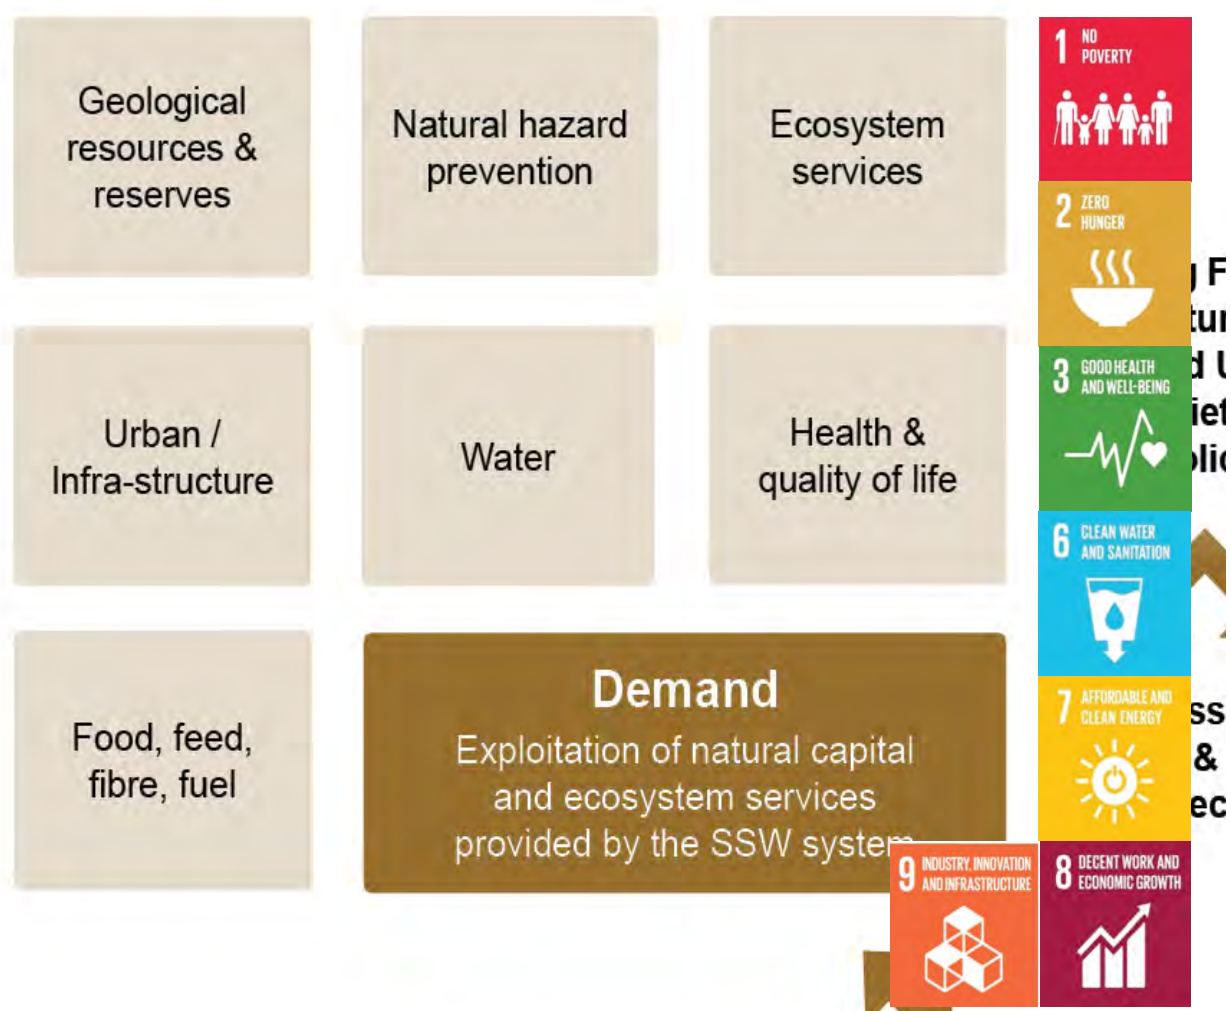 Geological
resources &
reserves
Natural hazard
prevention
Ecosystem
services
Urban /
Infra-structure
Water
Health &
quality of life
Food, feed,
fibre, fuel
Demand
Exploitation of natural capital
and ecosystem services
provided by the SSW system
1 NO
POVERTY
2 ZERO
HUNGER
3 GOOD HEALTH
AND WELL-BEING
6 CLEAN WATER
AND SANITATION
7 AFFORDABLE AND
CLEAN ENERGY
9 INDUSTRY, INNOVATION
AND INFRASTRUCTURE
8 DECENT WORK AND
ECONOMIC GROWTH
&